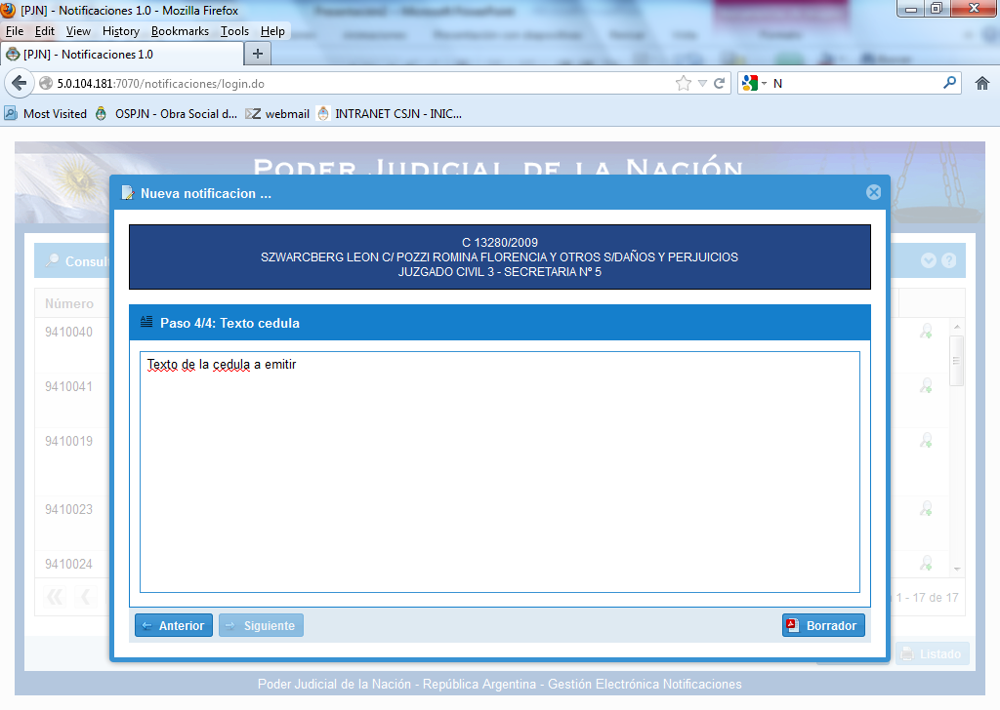 [PJN] - Notificaciones 1.0 - Mozilla Firefox
File Edit View History Bookmarks Tools Help
[PJN] - Notificaciones 1.0
5.0.104.181:7070/notificaciones/login.do
N
Most Visited OSPJN - Obra Social d... webmail INTRANET CSJN - INIC...
PODER JUDICIAL DE LA NACIÓN
Nueva notificacion ...
C 13280/2009
SZWARCBERG LEON C/ POZZI ROMINA FLORENCIA Y OTROS S/DAÑOS Y PERJUICIOS
JUZGADO CIVIL 3 - SECRETARIA Nº 5
Consul
Número
Paso 4/4: Texto cedula
9410040
Texto de la cedula a emitir
9410041
9410019
9410023
9410024
1 - 17 de 17
Anterior Siguiente Borrador
Listado
Poder Judicial de la Nación - República Argentina - Gestión Electrónica Notificaciones